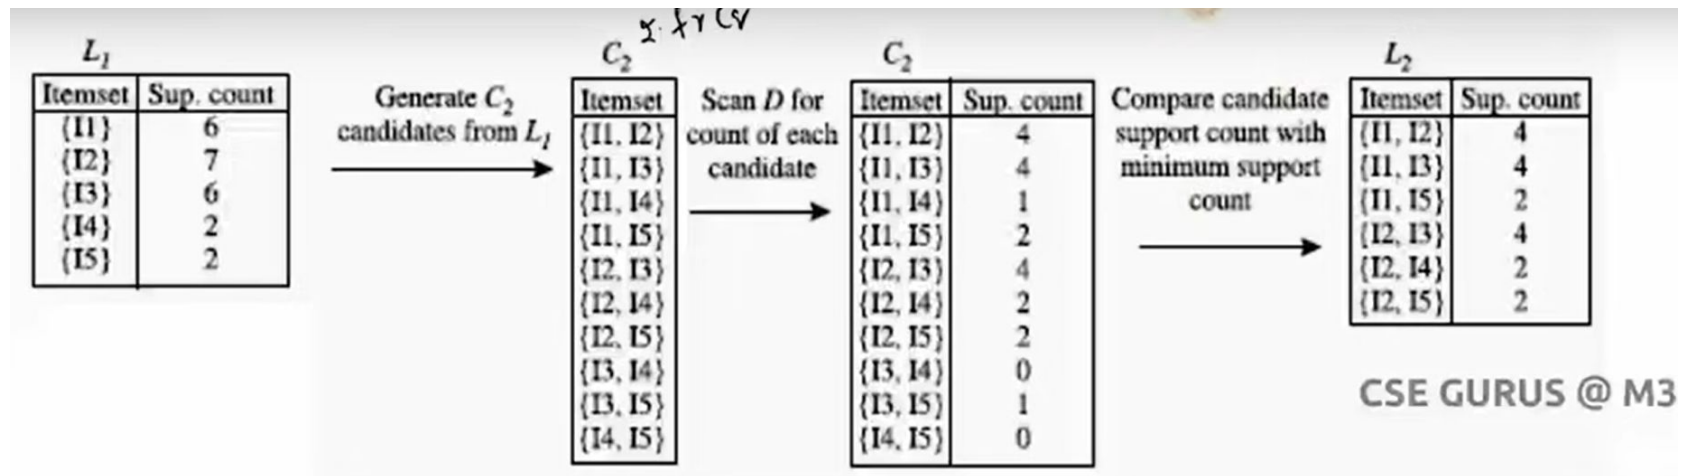 L1
Itemset Sup. count
{I1} 6
{I2} 7
{I3} 6
{I4} 2
{I5} 2
Generate C2
candidates from L1
C2
Itemset
{I1, I2}
{I1, I3}
{I1, I4}
{I1, I5}
{I2, I3}
{I2, I4}
{I2, I5}
{I3, I4}
{I3, I5}
{I4, I5}
Scan D for
count of each
candidate
C2
Itemset Sup. count
{I1, I2} 4
{I1, I3} 4
{I1, I4} 1
{I1, I5} 2
{I2, I3} 4
{I2, I4} 2
{I2, I5} 2
{I3, I4} 0
{I3, I5} 1
{I4, I5} 0
Compare candidate
support count with
minimum support
count
L2
Itemset Sup. count
{I1, I2} 4
{I1, I3} 4
{I1, I5} 2
{I2, I3} 4
{I2, I4} 2
{I2, I5} 2
CSE GURUS @ M3